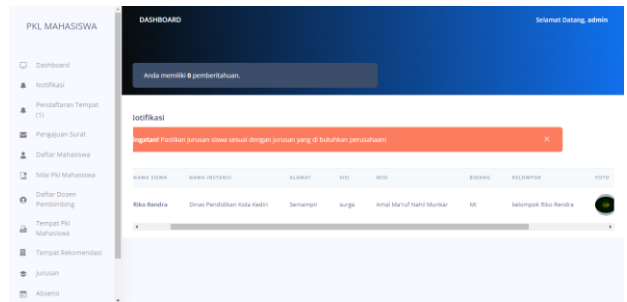 PKL MAHASISWA
Dashboard
Notifikasi
Pendaftaran Tempat
(1)
Pengajuan Surat
Daftar Mahasiswa
Nilai Pkl Mahasiswa
Daftar Dosen
Pembimbing
Tempat Pkl
Mahasiswa
Tempat Rekomendasi
Jurusan
Absensi
DASHBOARD
Selamat Datang, admin
Anda memiliki 0 pemberitahuan.
lotifikasi
ingatan! Pastikan jurusan siswa sesuai dengan jurusan yang di butuhkan perusahaan!
×
NAMA SISWA NAMA INSTANSI ALAMAT VISI MISI BIDANG KELOMPOK FOTO
Riko Rendra Dinas Pendidikan Kota Kediri Semampir surga Amal Ma'ruf Nahil Munkar MI kelompok Riko Rendra